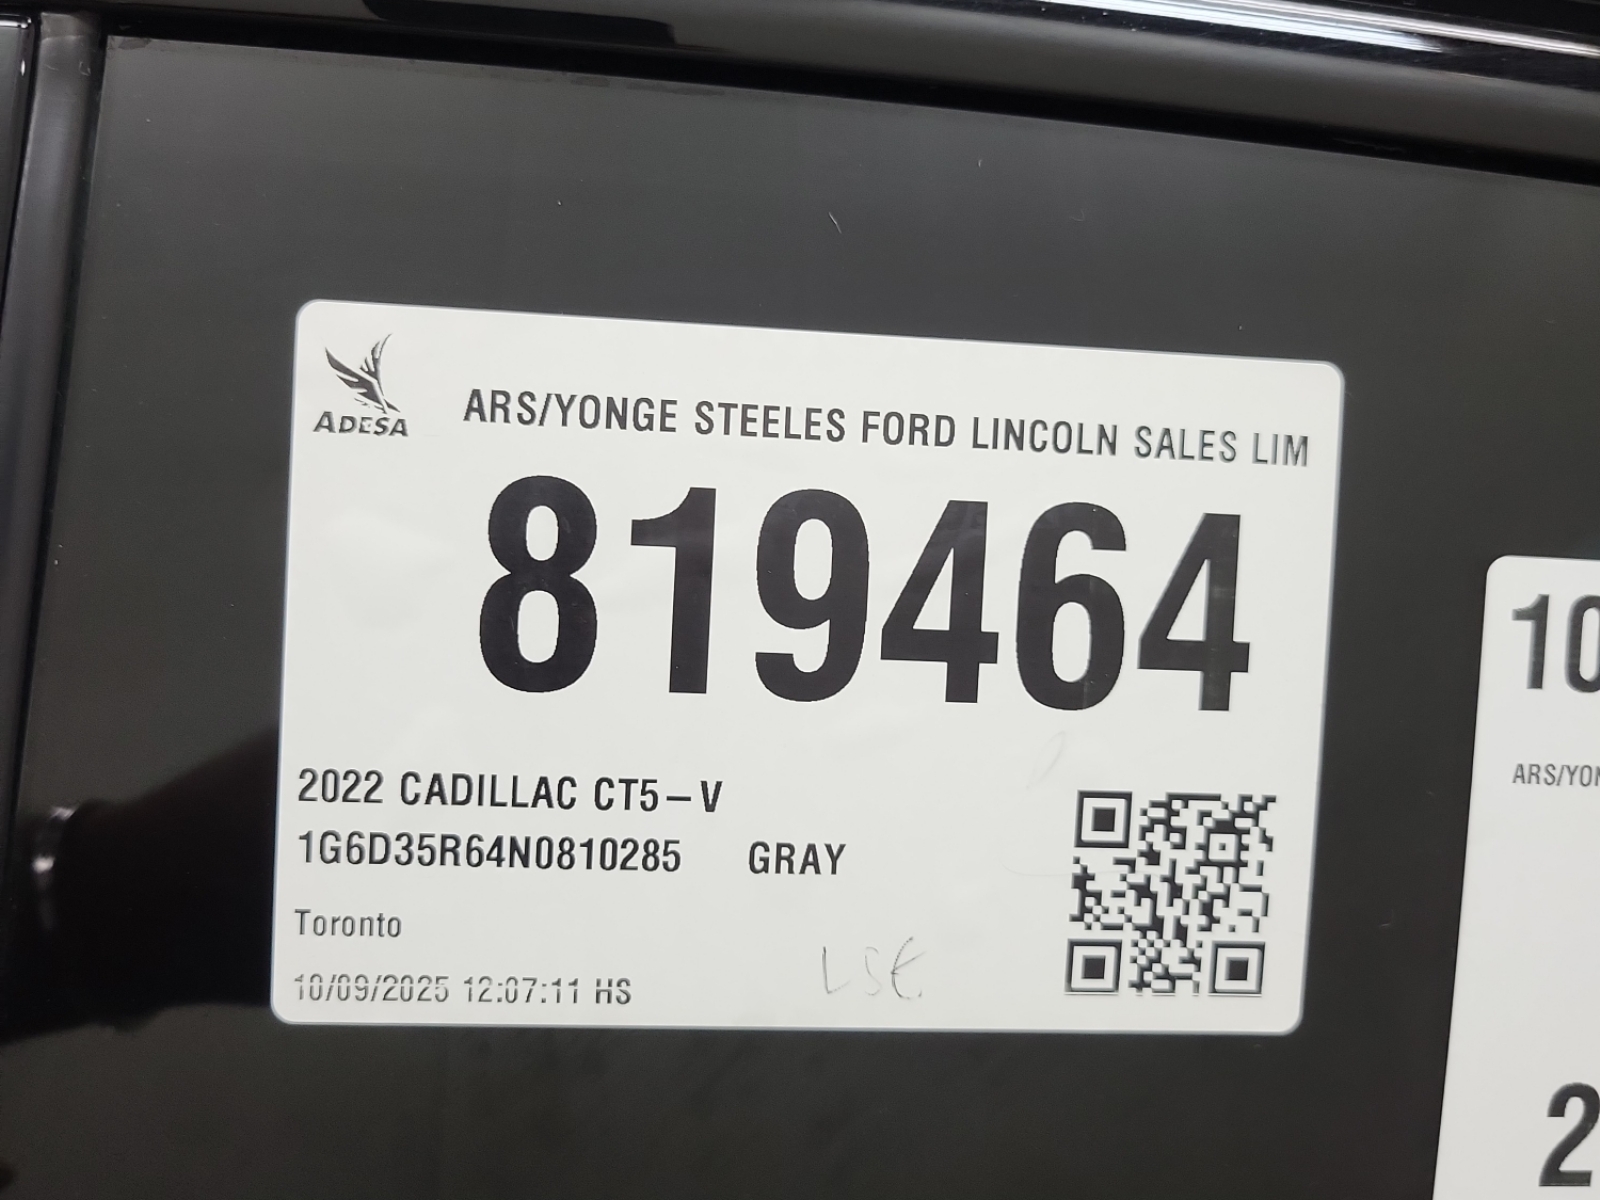 ADESA
ARS/YONGE STEELES FORD LINCOLN SALES LIM
819464
2022 CADILLAC CT5-V
1G6D35R64N0810285 GRAY
Toronto
10/09/2025 12:07:11 HS
LSE
10
ARS/YON
2